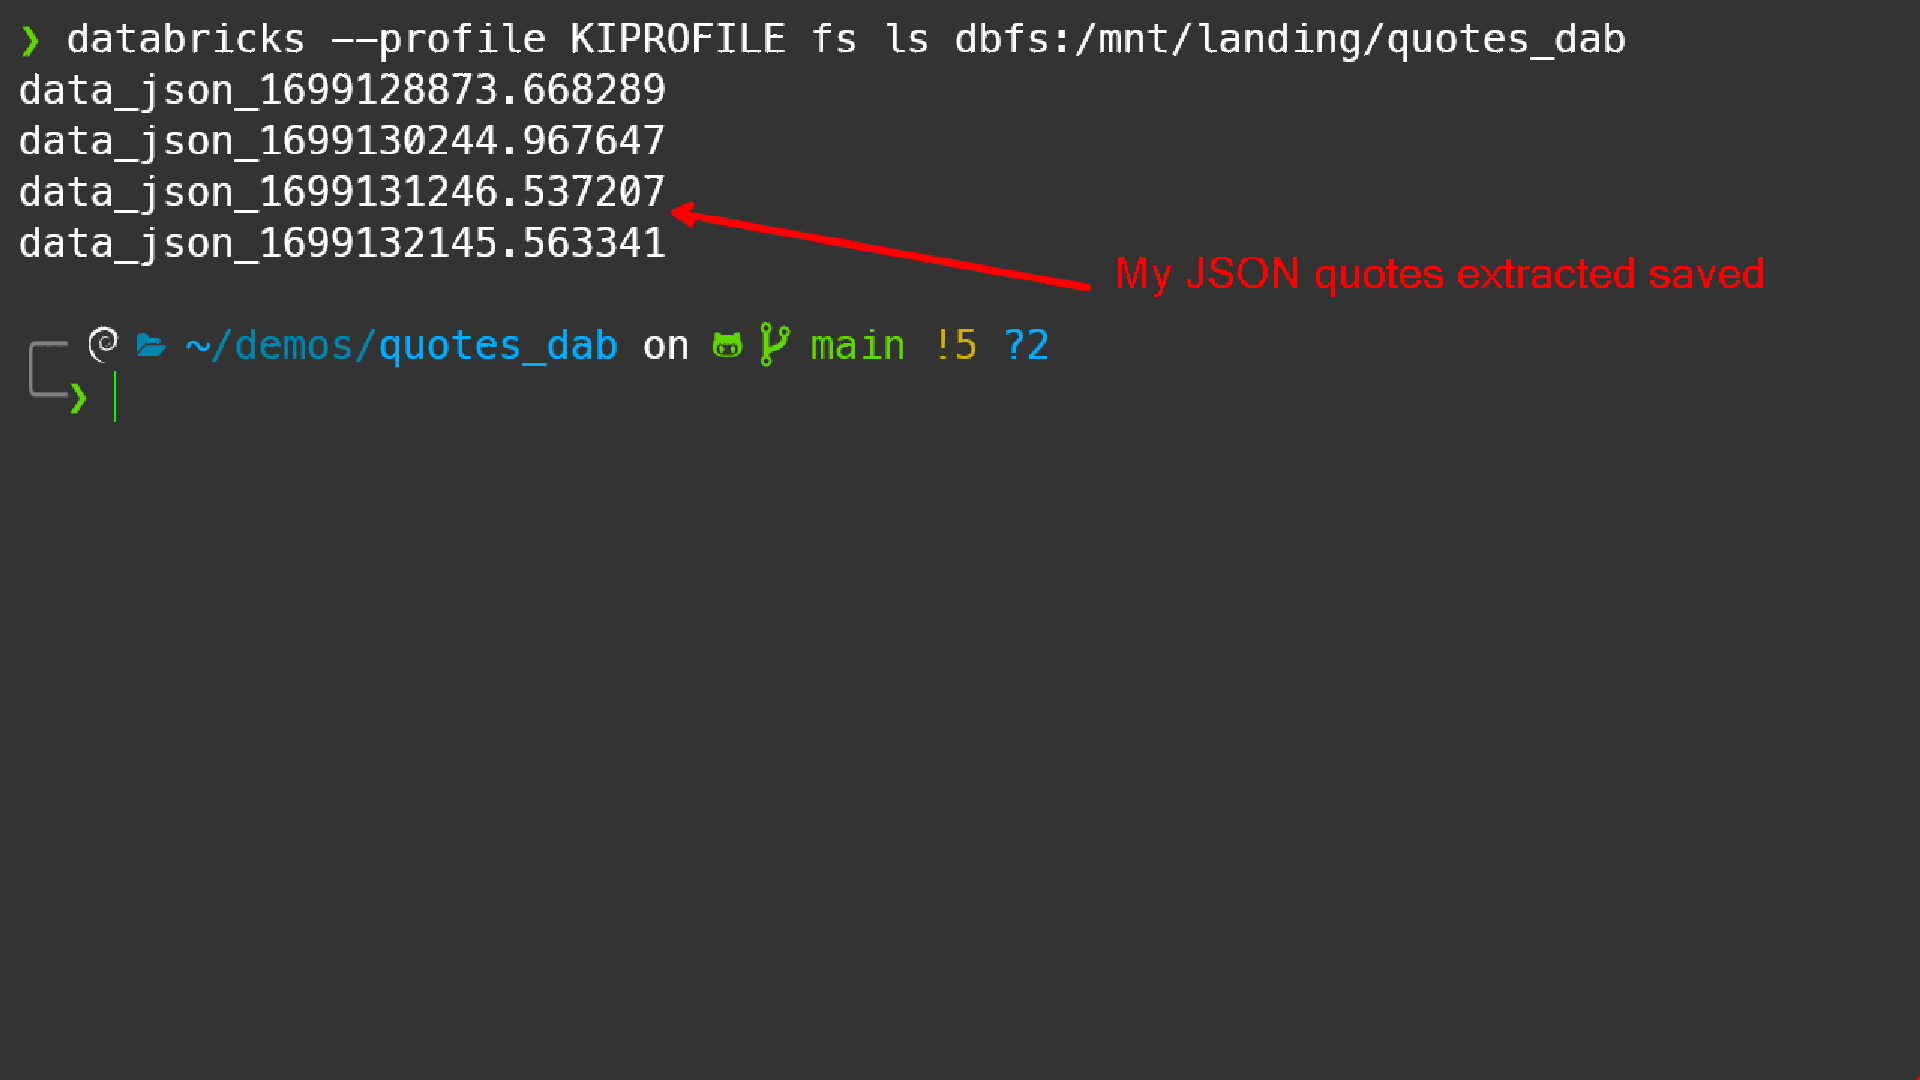 ❯ databricks --profile KIPROFILE fs ls dbfs:/mnt/landing/quotes_dab
data_json_1699128873.668289
data_json_1699130244.967647
data_json_1699131246.537207
data_json_1699132145.563341
My JSON quotes extracted saved
~/demos/quotes_dab on main !5 ?2
❯